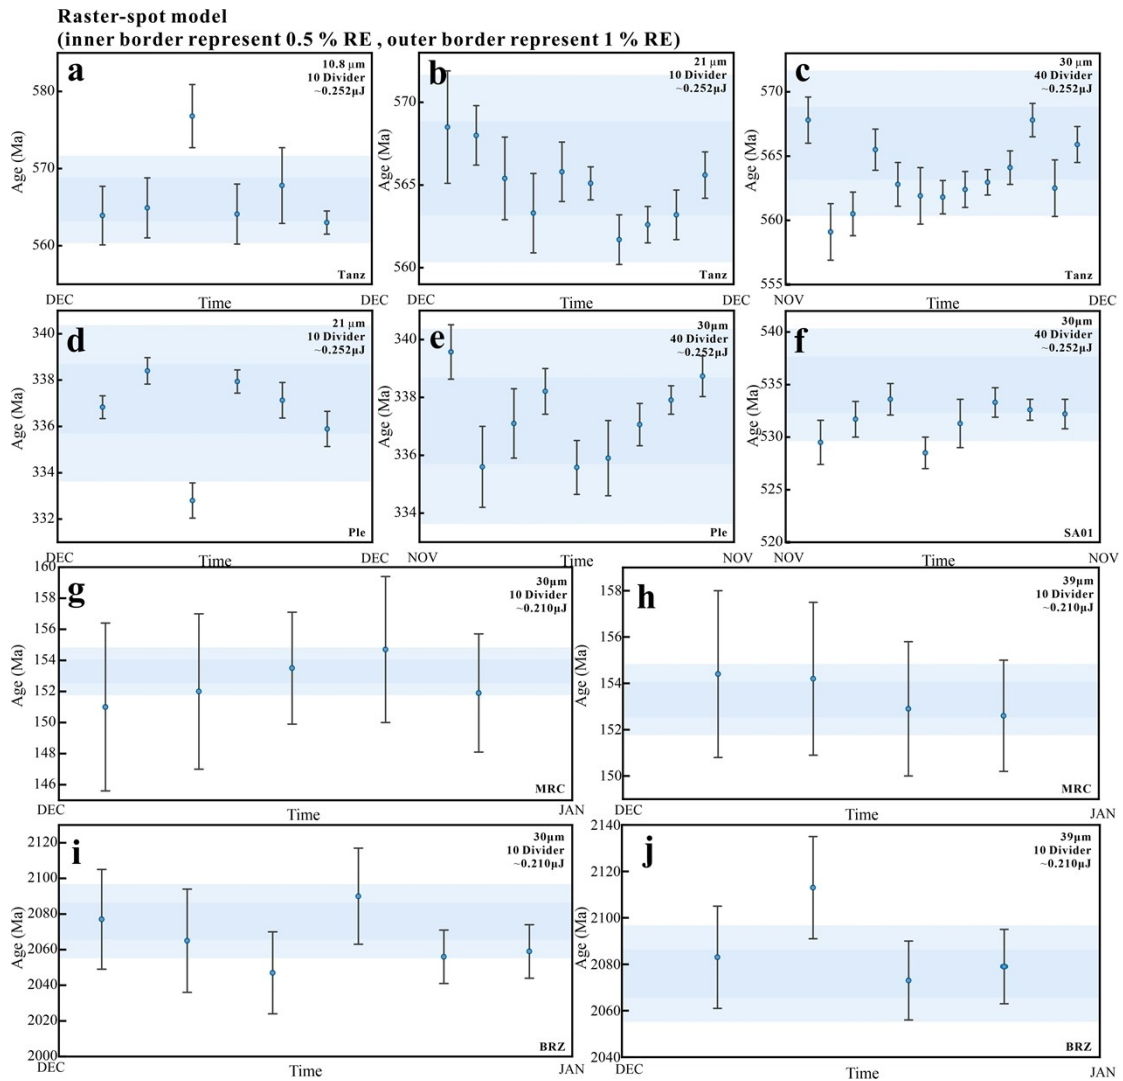 Raster-spot model
(inner border represent 0.5 % RE , outer border represent 1 % RE)
a
10.8 μm
10 Divider
~0.252μJ
580
570
560
Age (Ma)
Tanz
DEC
Time
DEC
b
21 μm
10 Divider
~0.252μJ
570
565
560
Age (Ma)
Tanz
DEC
Time
DEC
c
30 μm
40 Divider
~0.252μJ
570
565
560
555
Age (Ma)
Tanz
NOV
Time
DEC
d
21 μm
10 Divider
~0.252μJ
340
338
336
334
332
Age (Ma)
Ple
DEC
Time
DEC
e
30μm
40 Divider
~0.252μJ
340
338
336
334
Age (Ma)
Ple
NOV
Time
NOV
f
30μm
40 Divider
~0.252μJ
540
535
530
525
520
Age (Ma)
SA01
NOV
Time
NOV
g
30μm
10 Divider
~0.210μJ
160
158
156
154
152
150
148
146
Age (Ma)
MRC
DEC
Time
JAN
h
39μm
10 Divider
~0.210μJ
158
156
154
152
150
Age (Ma)
MRC
DEC
Time
JAN
i
30μm
10 Divider
~0.210μJ
2120
2100
2080
2060
2040
2020
2000
Age (Ma)
BRZ
DEC
Time
JAN
j
39μm
10 Divider
~0.210μJ
2140
2120
2100
2080
2060
2040
Age (Ma)
BRZ
DEC
Time
JAN